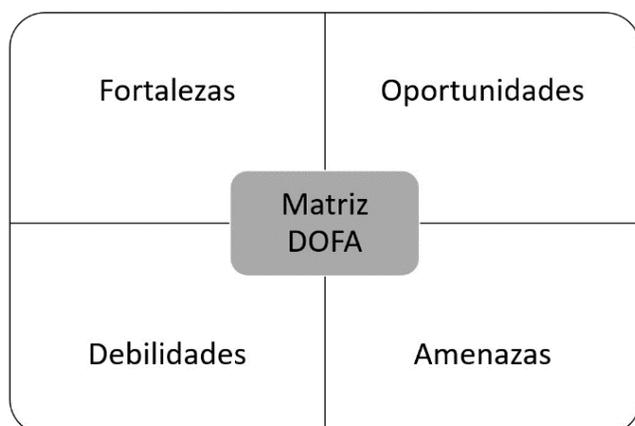 Fortalezas
Oportunidades
Matriz
DOFA
Debilidades
Amenazas